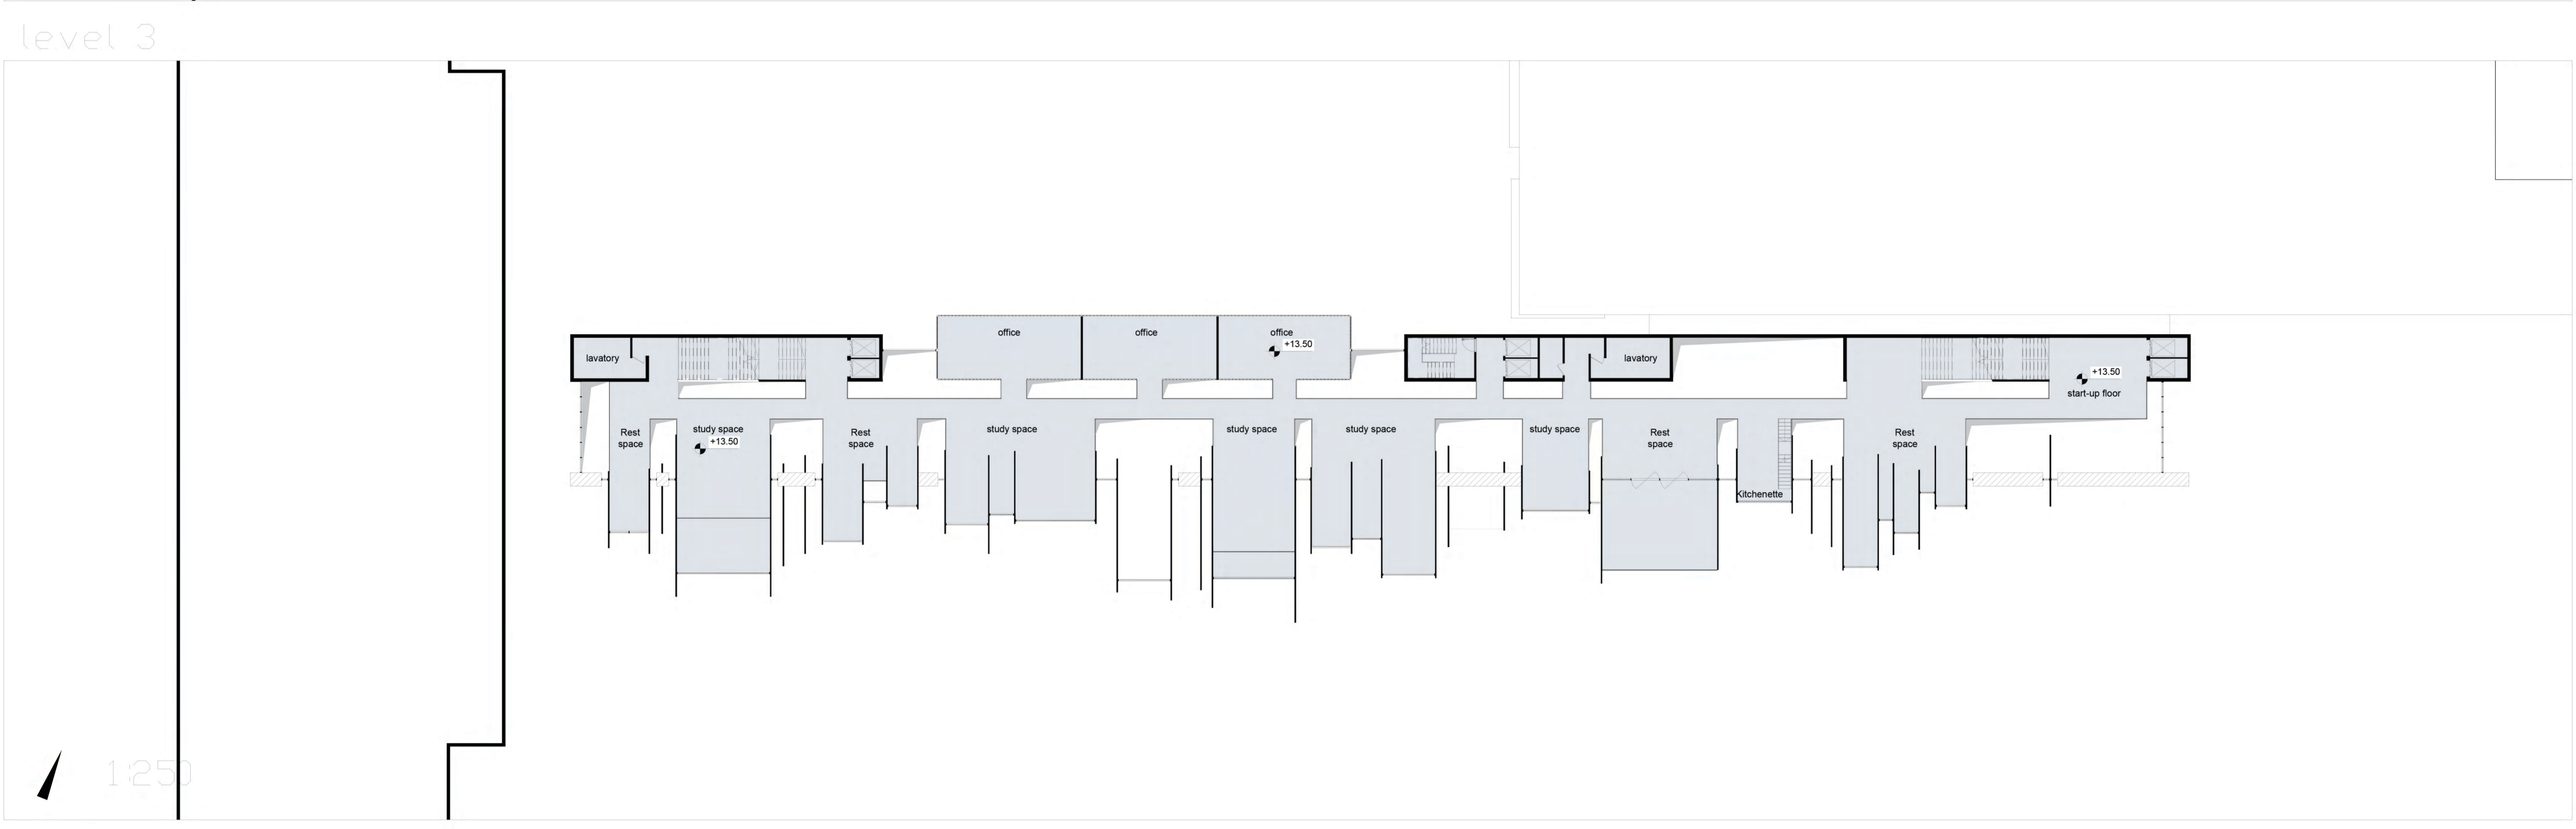 level 3
office
office
office
+13.50
lavatory
lavatory
+13.50
start-up floor
Rest
space
study space
+13.50
Rest
space
study space
study space
study space
study space
Rest
space
Kitchenette
Rest
space
1:250